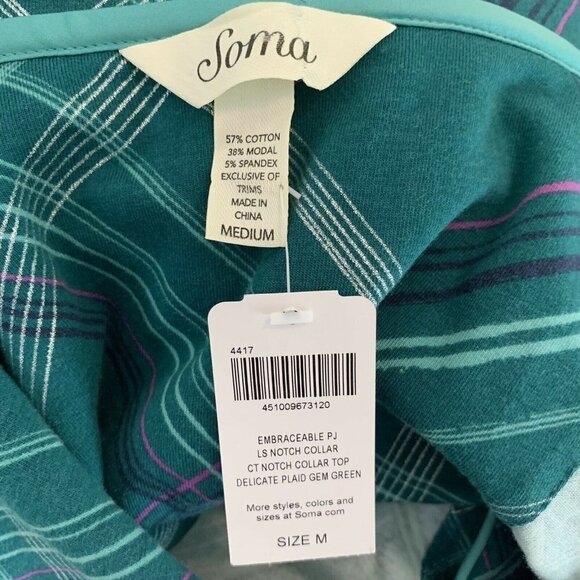 Soma
57% COTTON
38% MODAL
5% SPANDEX
EXCLUSIVE OF
TRIMS
MADE IN
CHINA
MEDIUM
4417
451009673120
EMBRACEABLE PJ
LS NOTCH COLLAR
CT NOTCH COLLAR TOP
DELICATE PLAID GEM GREEN
More styles, colors and
sizes at Soma.com
SIZE M